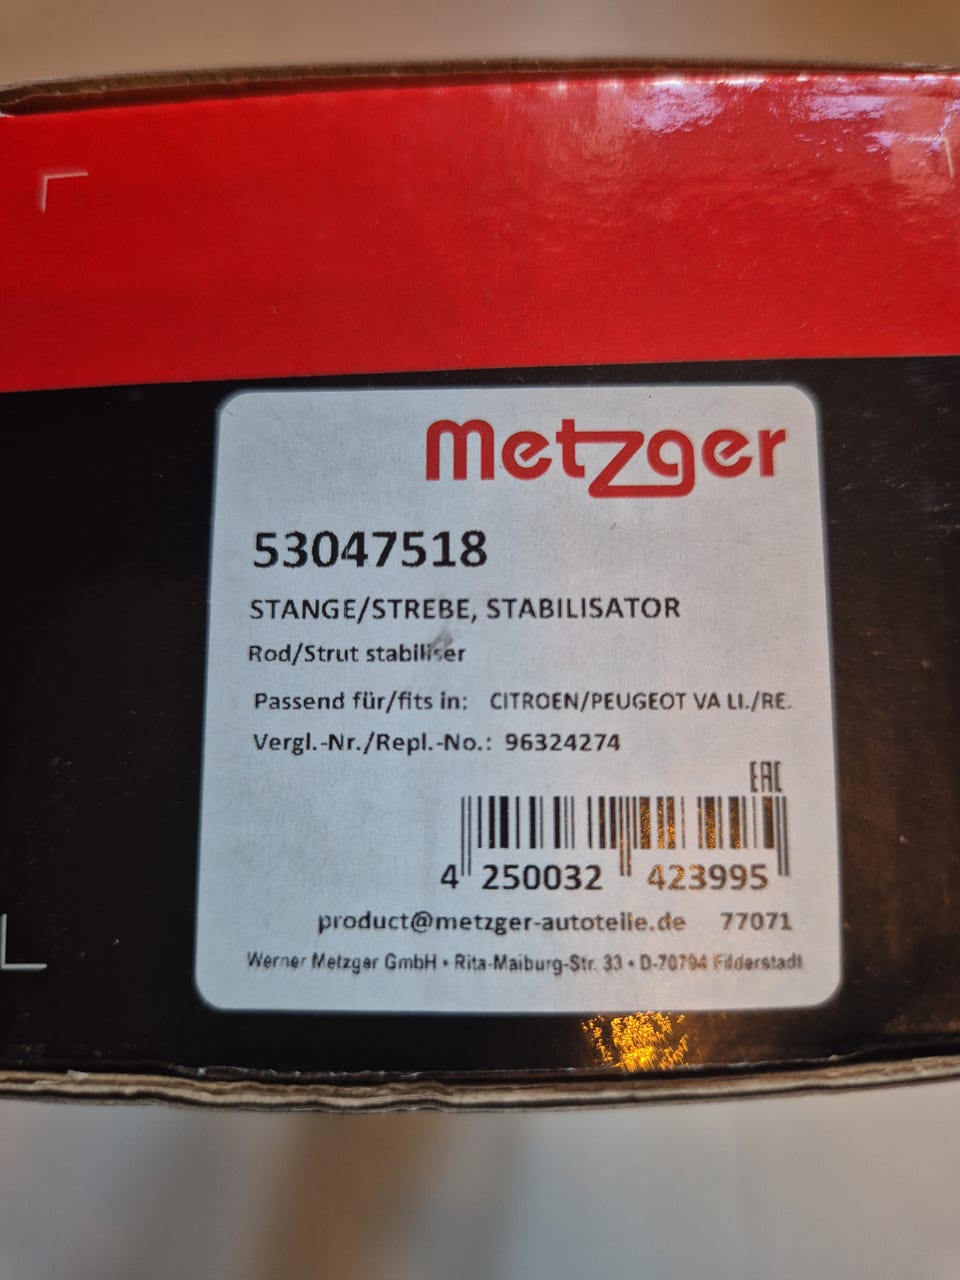 Metzger
53047518
STANGE/STREBE, STABILISATOR
Rod/Strut stabiliser
Passend für/fits in: CITROEN/PEUGEOT VA LI./RE.
Vergl.-Nr./Repl.-No.: 96324274
EAC
4 250032 423995
product@metzger-autoteile.de 77071
Werner Metzger GmbH • Rita-Maiburg-Str. 33 • D-70794 Filderstadt